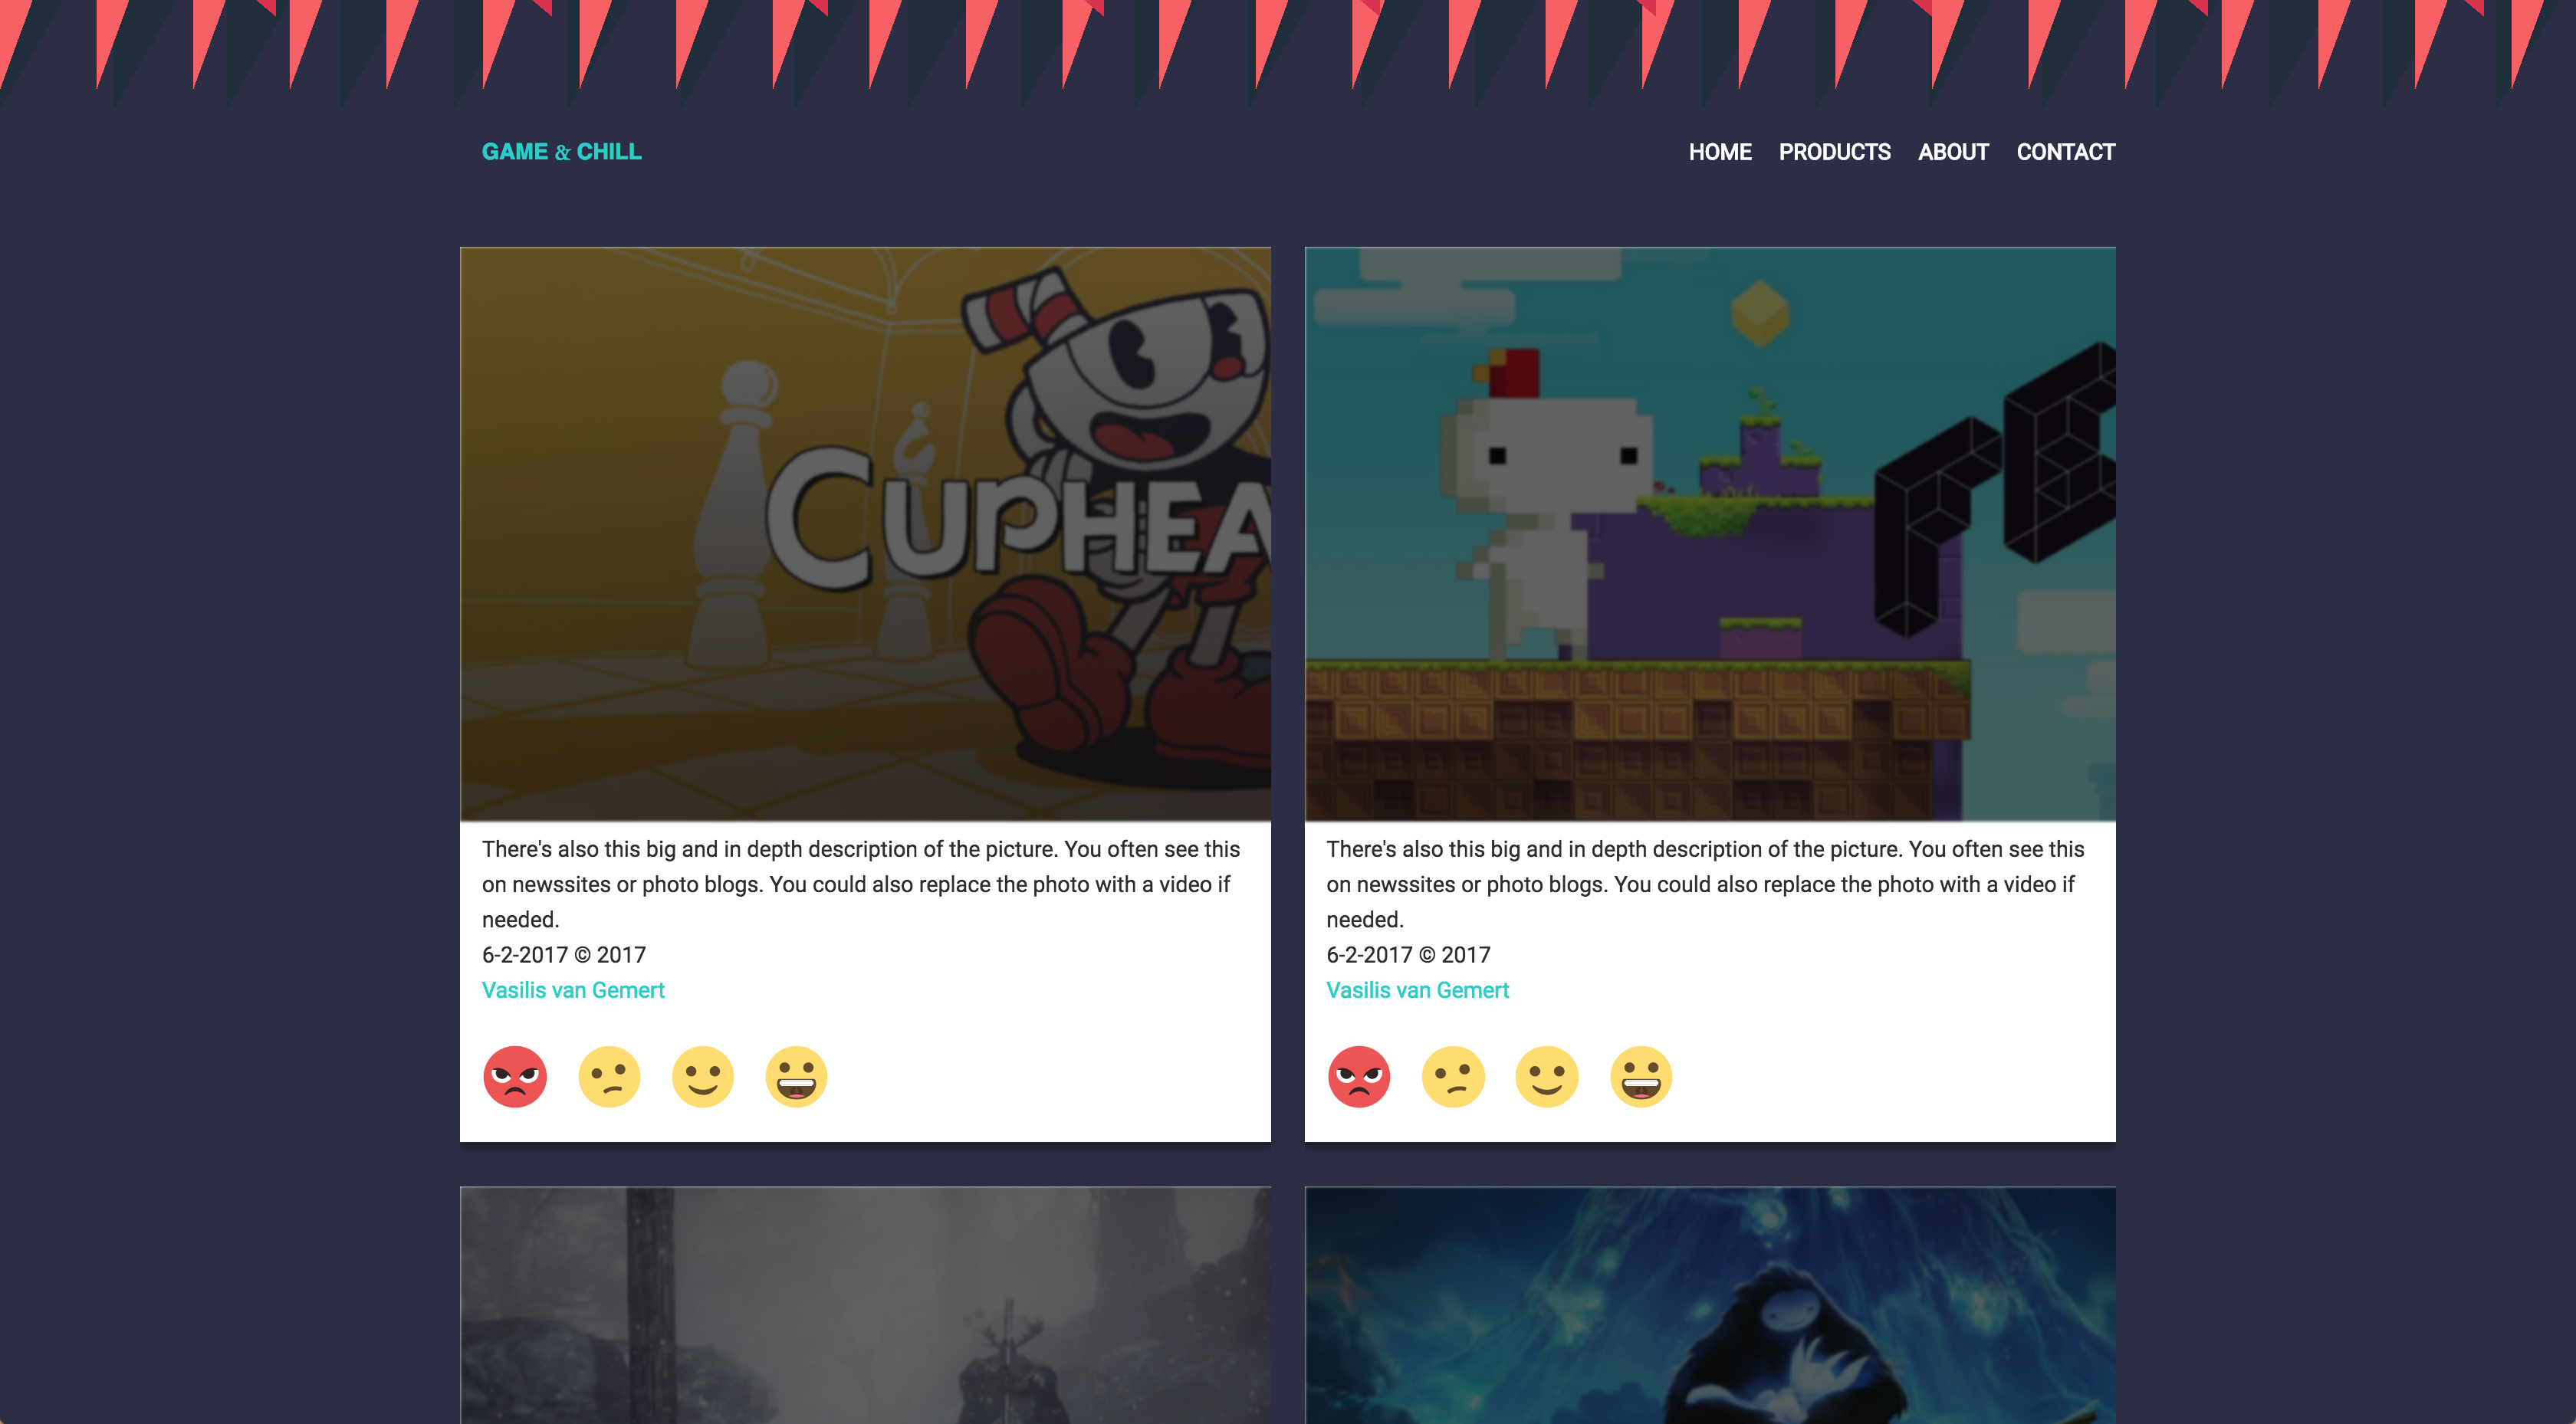 GAME & CHILL
HOME PRODUCTS ABOUT CONTACT
CUPHEA
FE
There's also this big and in depth description of the picture. You often see this
on newssites or photo blogs. You could also replace the photo with a video if
needed.
6-2-2017 © 2017
Vasilis van Gemert
There's also this big and in depth description of the picture. You often see this
on newssites or photo blogs. You could also replace the photo with a video if
needed.
6-2-2017 © 2017
Vasilis van Gemert